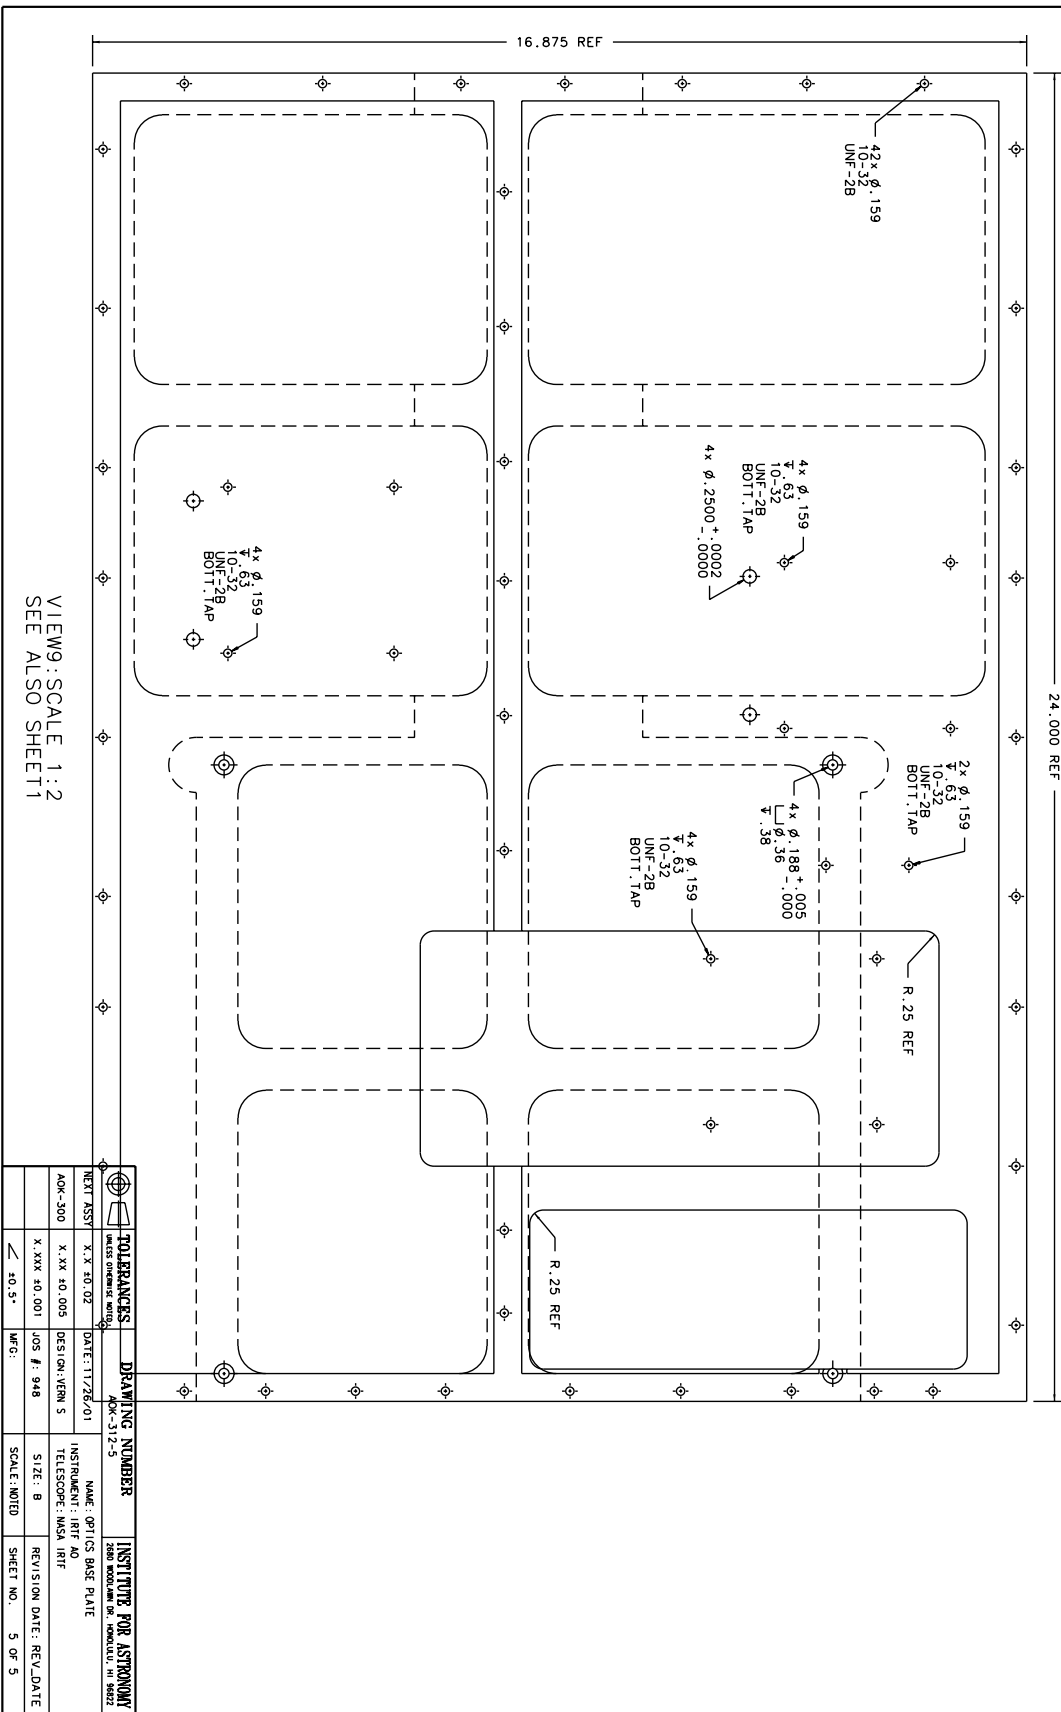 16.875 REF
24.000 REF
42x Ø.159
10-32
UNF-2B
4x Ø.159
↧.63
10-32
UNF-2B
BOTT.TAP
4x Ø.2500 +.0002
-.0000
4x Ø.159
↧.63
10-32
UNF-2B
BOTT.TAP
2x Ø.159
↧.63
10-32
UNF-2B
BOTT.TAP
4x Ø.188 +.005
-.000
⌴Ø.36
↧.38
4x Ø.159
↧.63
10-32
UNF-2B
BOTT.TAP
R.25 REF
R.25 REF
VIEW9:SCALE 1:2
SEE ALSO SHEET1
TOLERANCES
UNLESS OTHERWISE NOTED
DRAWING NUMBER
AOK-312-5
INSTITUTE FOR ASTRONOMY
2680 WOODLAWN DR. HONOLULU, HI 96822
NEXT ASSY
X.X ±0.02
DATE:11/26/01
NAME:OPTICS BASE PLATE
INSTRUMENT:IRTF AO
TELESCOPE:NASA IRTF
AOK-300
X.XX ±0.005
DESIGN:VERN S
X.XXX ±0.001
JOS #: 948
SIZE: B
REVISION DATE: REV_DATE
∠ ±0.5°
MFG:
SCALE:NOTED
SHEET NO. 5 OF 5